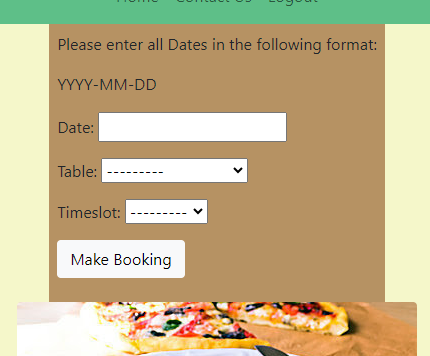 Home Contact Us Logout
Please enter all Dates in the following format:
YYYY-MM-DD
Date:
Table: ---------
Timeslot: ---------
Make Booking